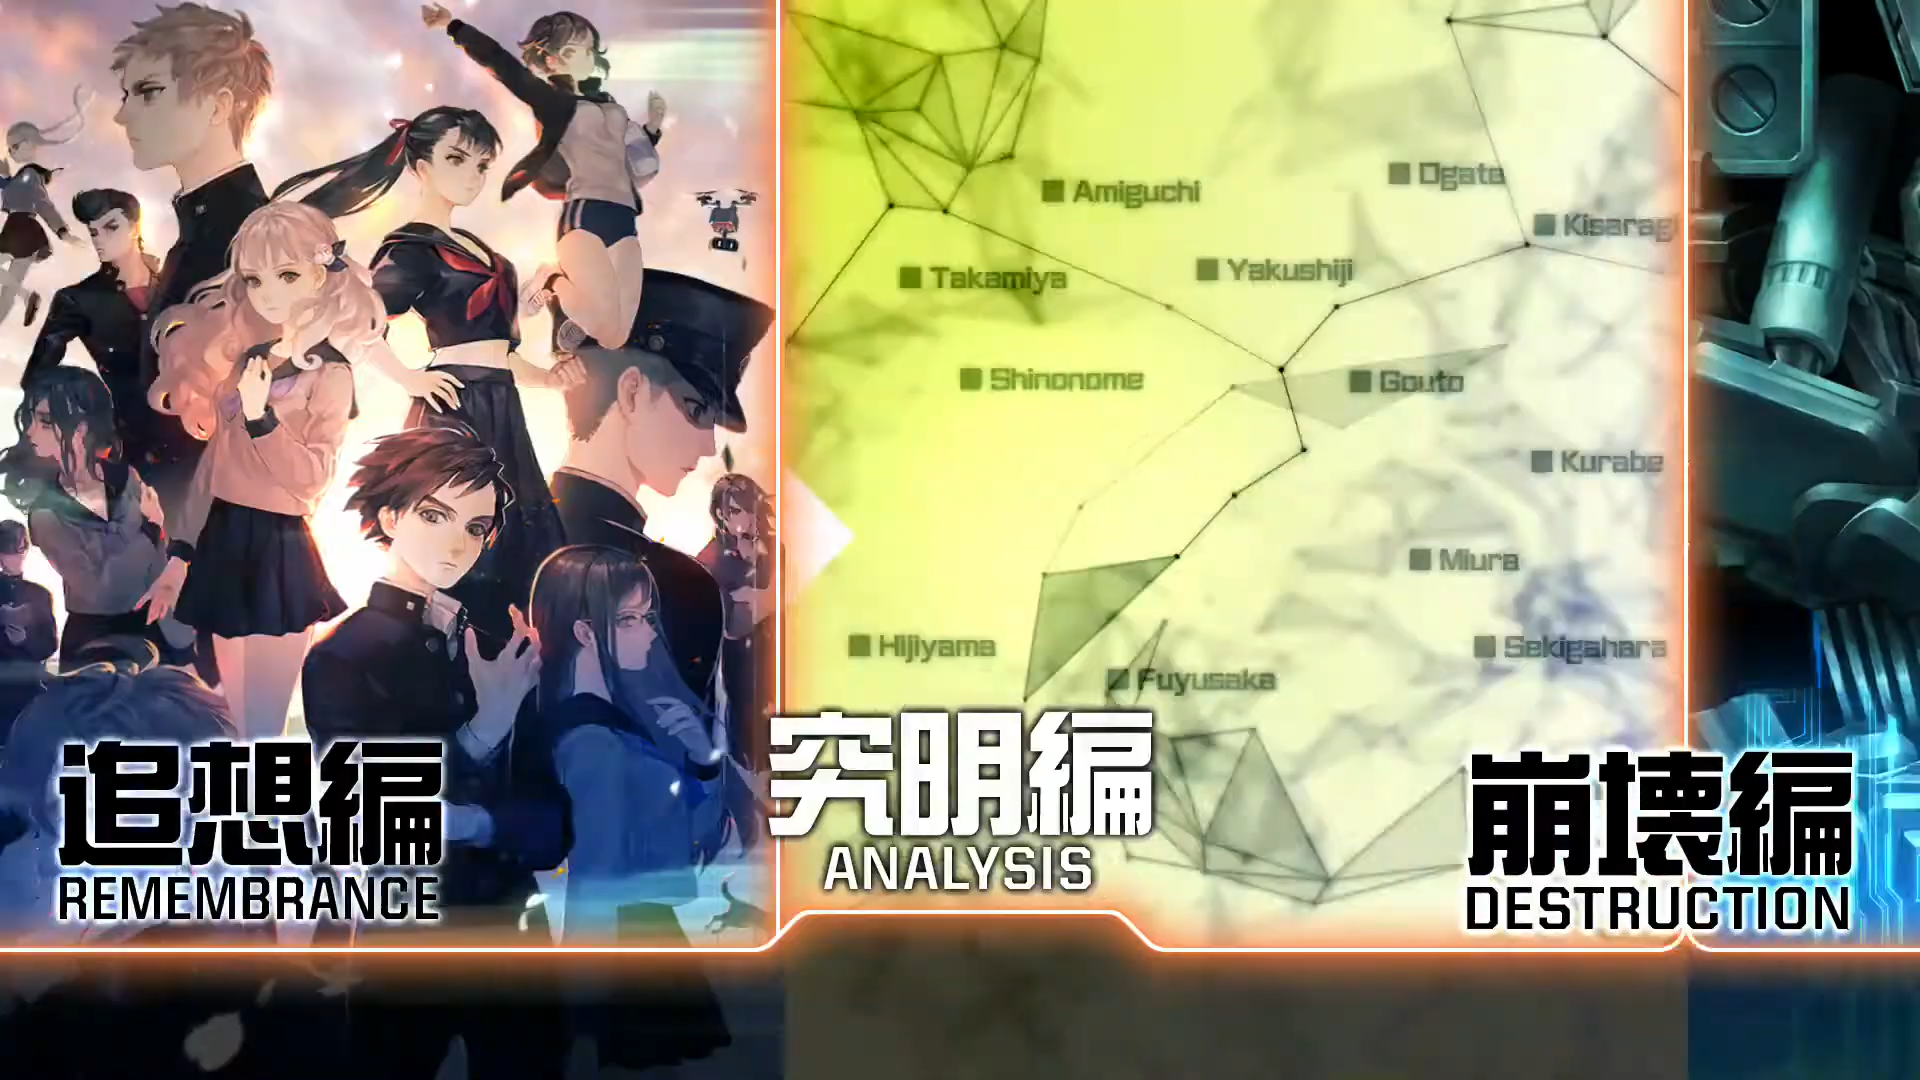 Amiguchi
Ogata
Kisaragi
Takamiya
Yakushiji
Shinonome
Gouto
Kurabe
Miura
Hijiyama
Sekigahara
Fuyusaka
追想編
REMEMBRANCE
究明編
ANALYSIS
崩壊編
DESTRUCTION